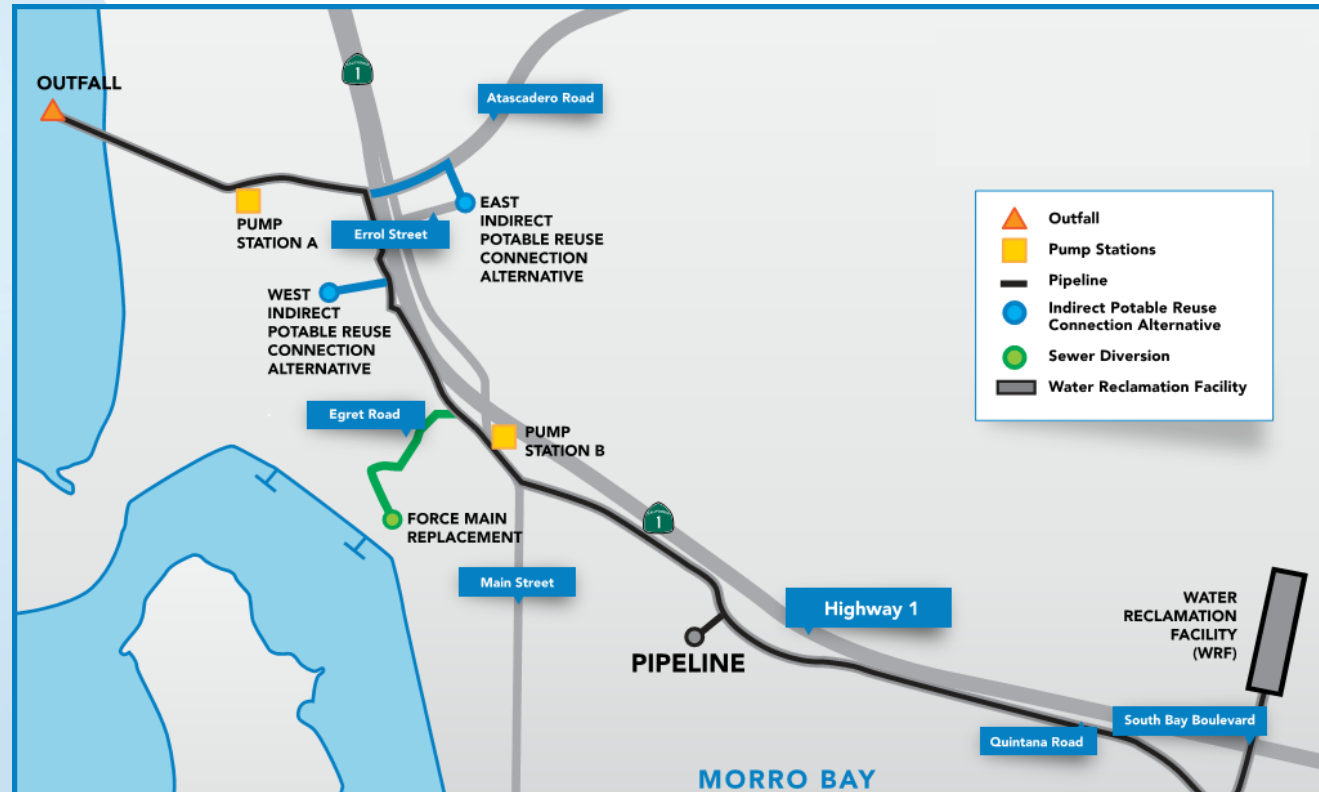 OUTFALL
1
Atascadero Road
EAST
INDIRECT
POTABLE REUSE
CONNECTION
ALTERNATIVE
PUMP
STATION A
Errol Street
WEST
INDIRECT
POTABLE REUSE
CONNECTION
ALTERNATIVE
Outfall
Pump Stations
Pipeline
Indirect Potable Reuse
Connection Alternative
Sewer Diversion
Water Reclamation Facility
Egret Road
PUMP
STATION B
FORCE MAIN
REPLACEMENT
1
Main Street
Highway 1
WATER
RECLAMATION
FACILITY
(WRF)
PIPELINE
South Bay Boulevard
Quintana Road
MORRO BAY